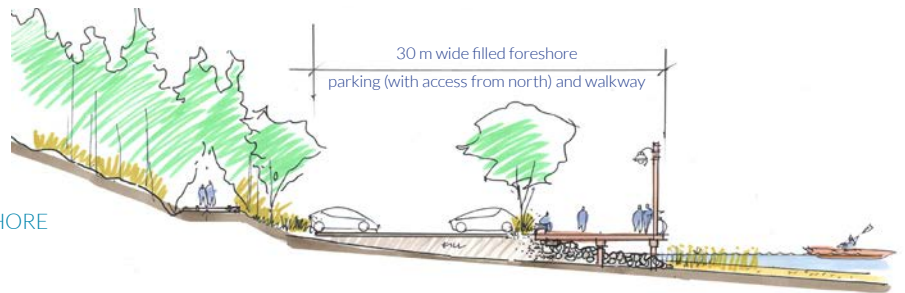 30 m wide filled foreshore
parking (with access from north) and walkway
HORE
FILL